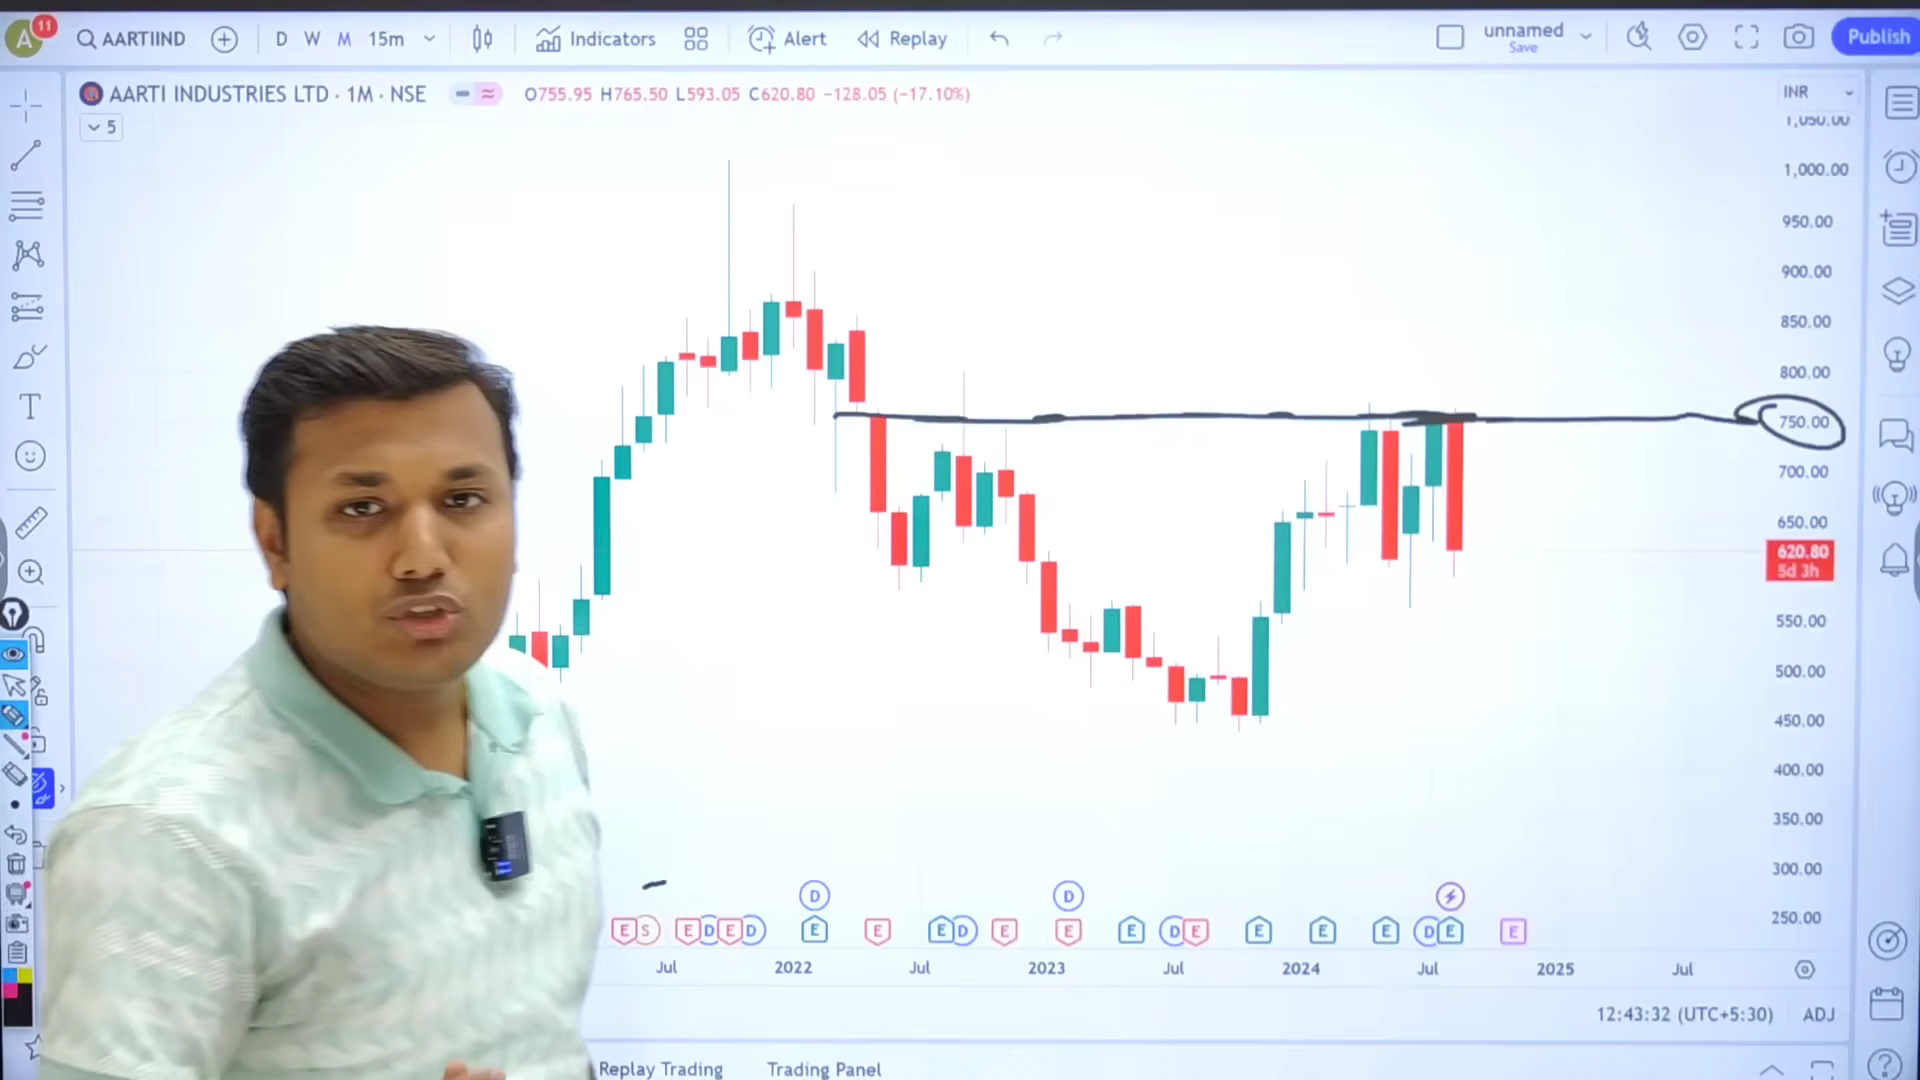 A 11 AARTIIND D W M 15m Indicators Alert Replay unnamed Save Publish
AARTI INDUSTRIES LTD · 1M · NSE O755.95 H765.50 L593.05 C620.80 −128.05 (−17.10%) INR
5
1,050.00
1,000.00
950.00
900.00
850.00
800.00
750.00
700.00
650.00
620.80
5d 3h
550.00
500.00
450.00
400.00
350.00
300.00
250.00
D D
E S E D E D E E E D E E E D E E E E D E E
Jul 2022 Jul 2023 Jul 2024 Jul 2025 Jul
12:43:32 (UTC+5:30) ADJ
Replay Trading Trading Panel